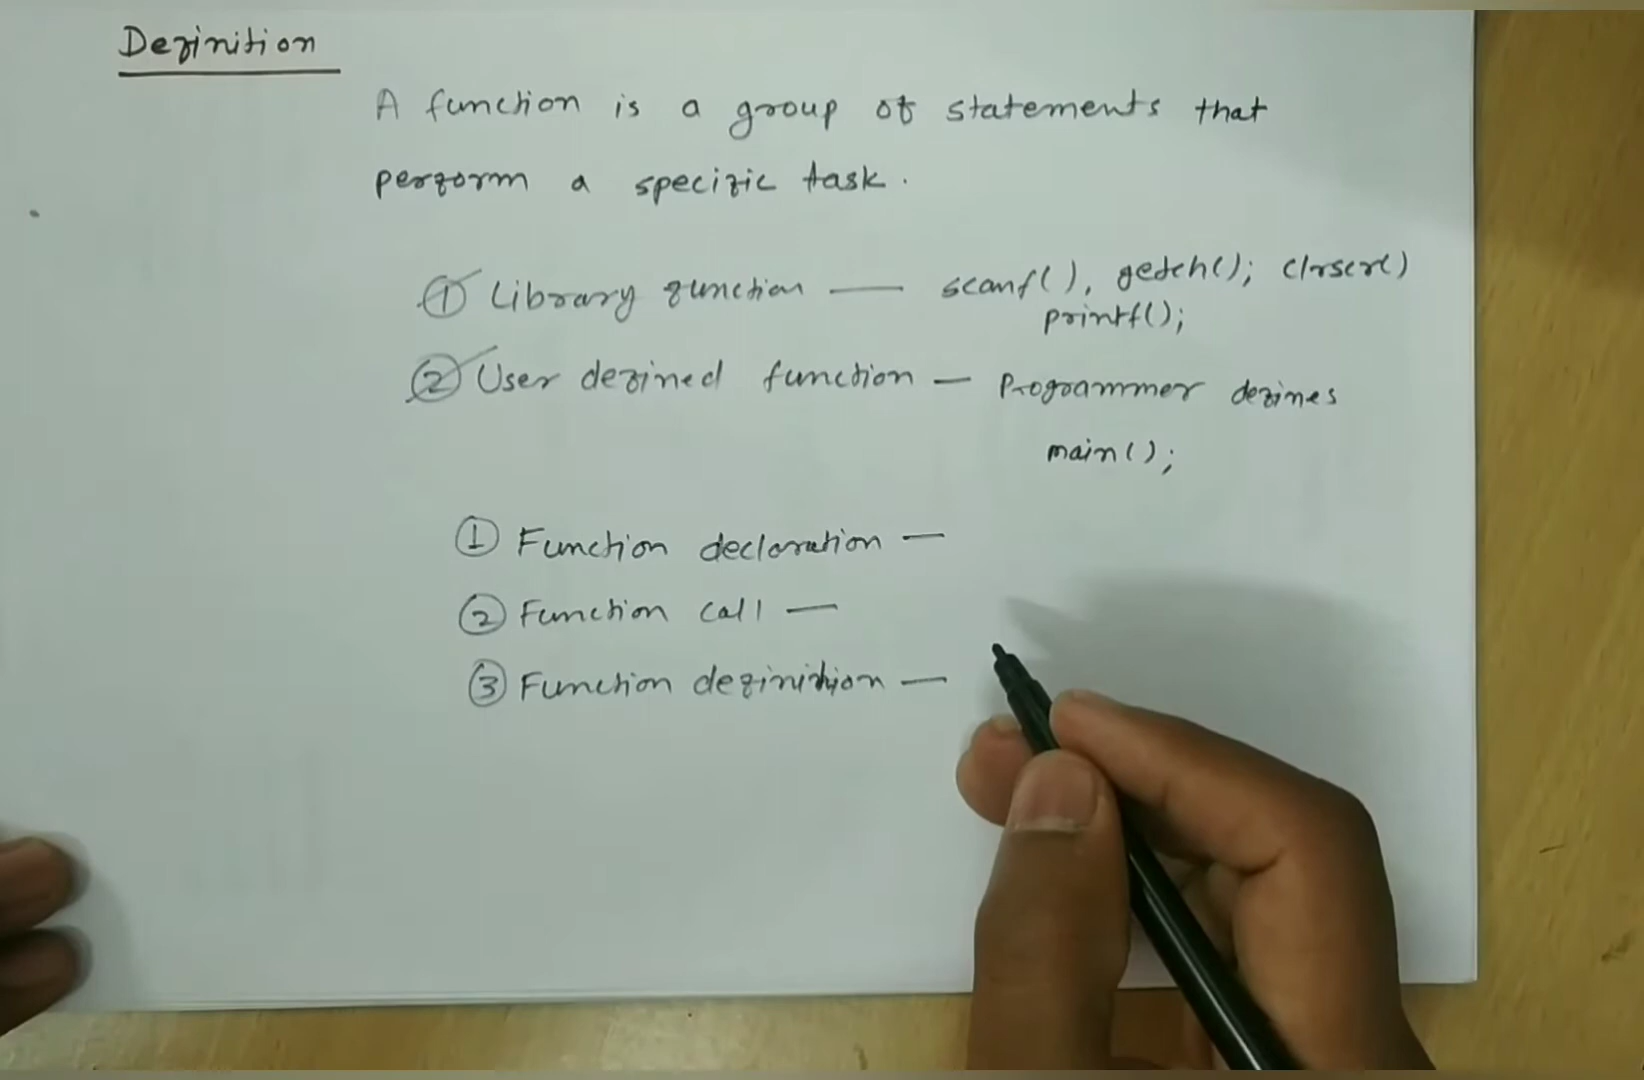 Definition
A function is a group of statements that
perform a specific task.
① Library function — scanf(), getch(); clrscr()
printf();
② User defined function — Programmer defines
main();
① Function declaration —
② Function call —
③ Function definition —